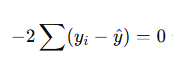 −2 ∑(yᵢ − ŷ) = 0